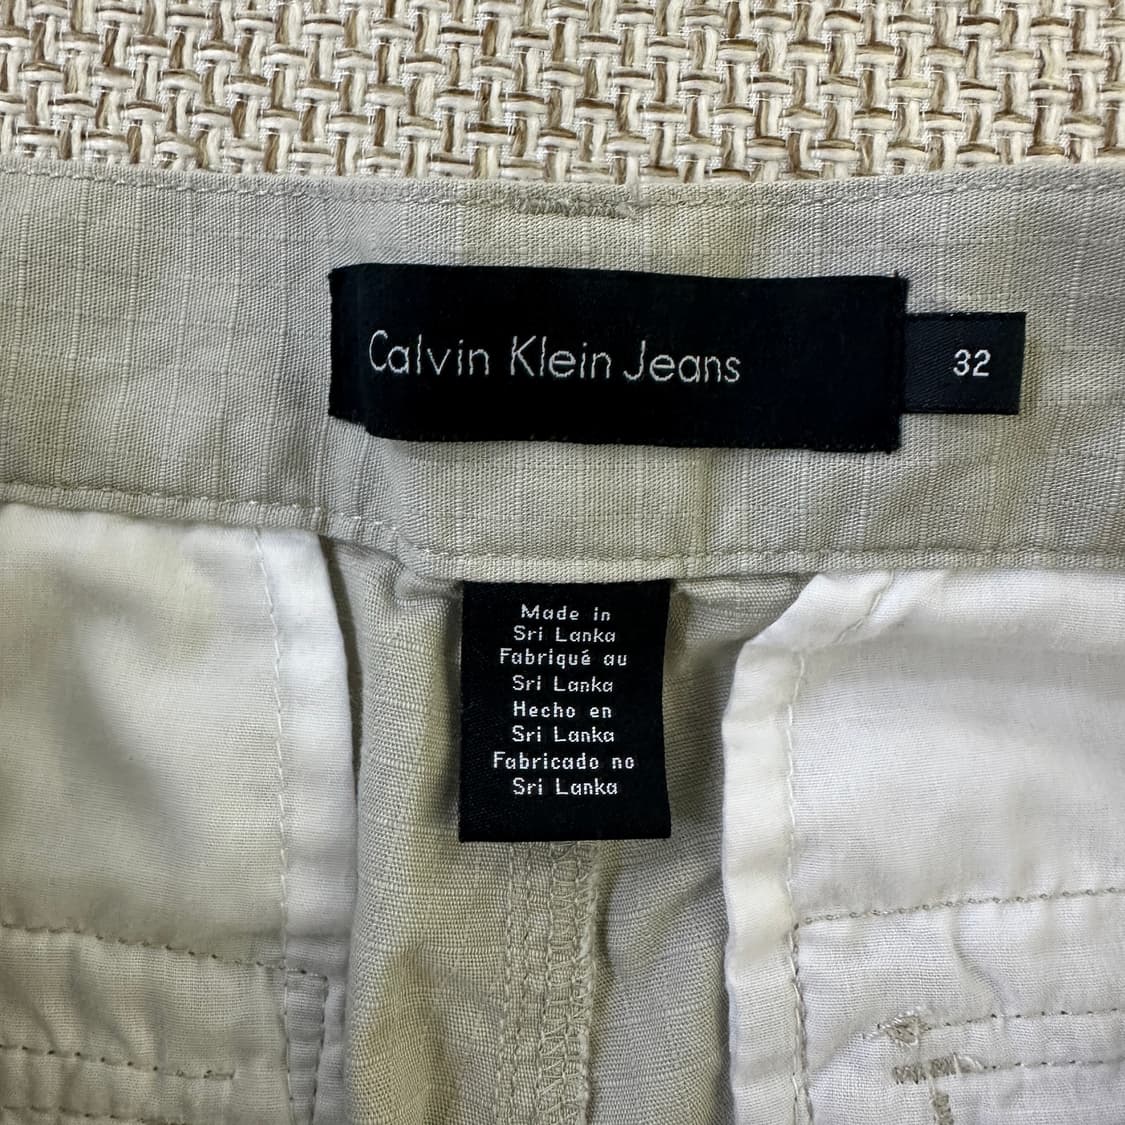 Calvin Klein Jeans
32
Made in
Sri Lanka
Fabriqué au
Sri Lanka
Hecho en
Sri Lanka
Fabricado no
Sri Lanka